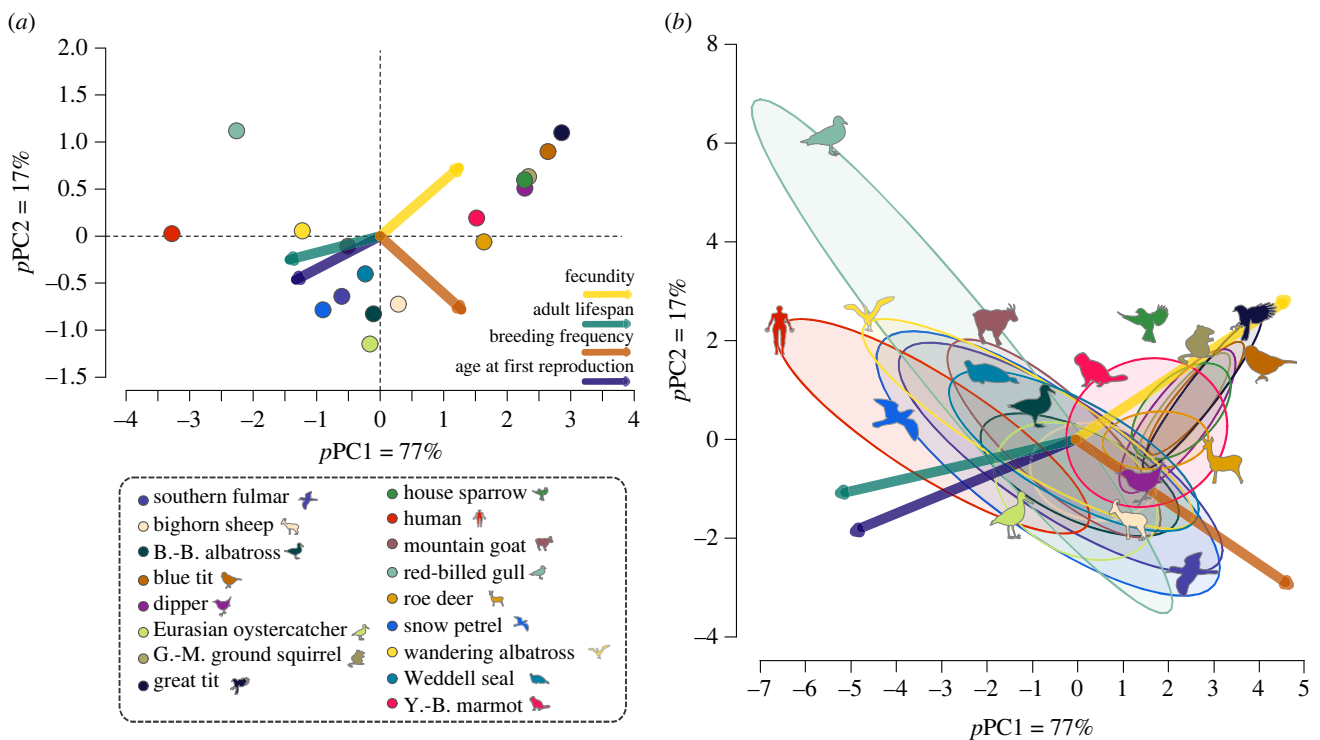 (a)
2.0
1.5
1.0
0.5
0
–0.5
–1.0
–1.5
pPC2 = 17%
fecundity
adult lifespan
breeding frequency
age at first reproduction
–4 –3 –2 –1 0 1 2 3 4
pPC1 = 77%
southern fulmar
bighorn sheep
B.-B. albatross
blue tit
dipper
Eurasian oystercatcher
G.-M. ground squirrel
great tit
house sparrow
human
mountain goat
red-billed gull
roe deer
snow petrel
wandering albatross
Weddell seal
Y.-B. marmot
(b)
8
6
4
2
0
–2
–4
pPC2 = 17%
–7 –6 –5 –4 –3 –2 –1 0 1 2 3 4 5
pPC1 = 77%